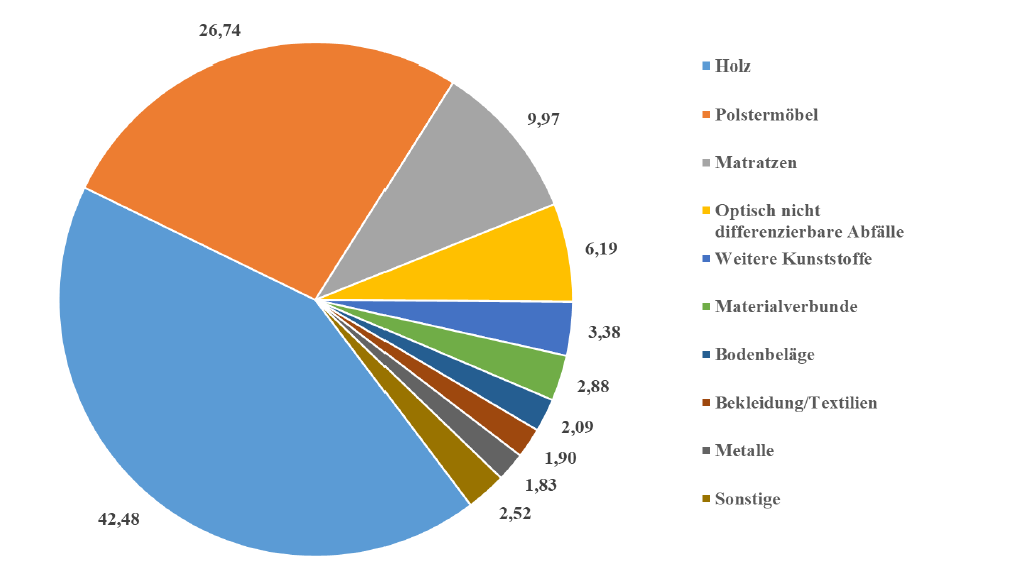 26,74
9,97
6,19
3,38
2,88
2,09
1,90
1,83
2,52
42,48
Holz
Polstermöbel
Matratzen
Optisch nicht
differenzierbare Abfälle
Weitere Kunststoffe
Materialverbunde
Bodenbeläge
Bekleidung/Textilien
Metalle
Sonstige